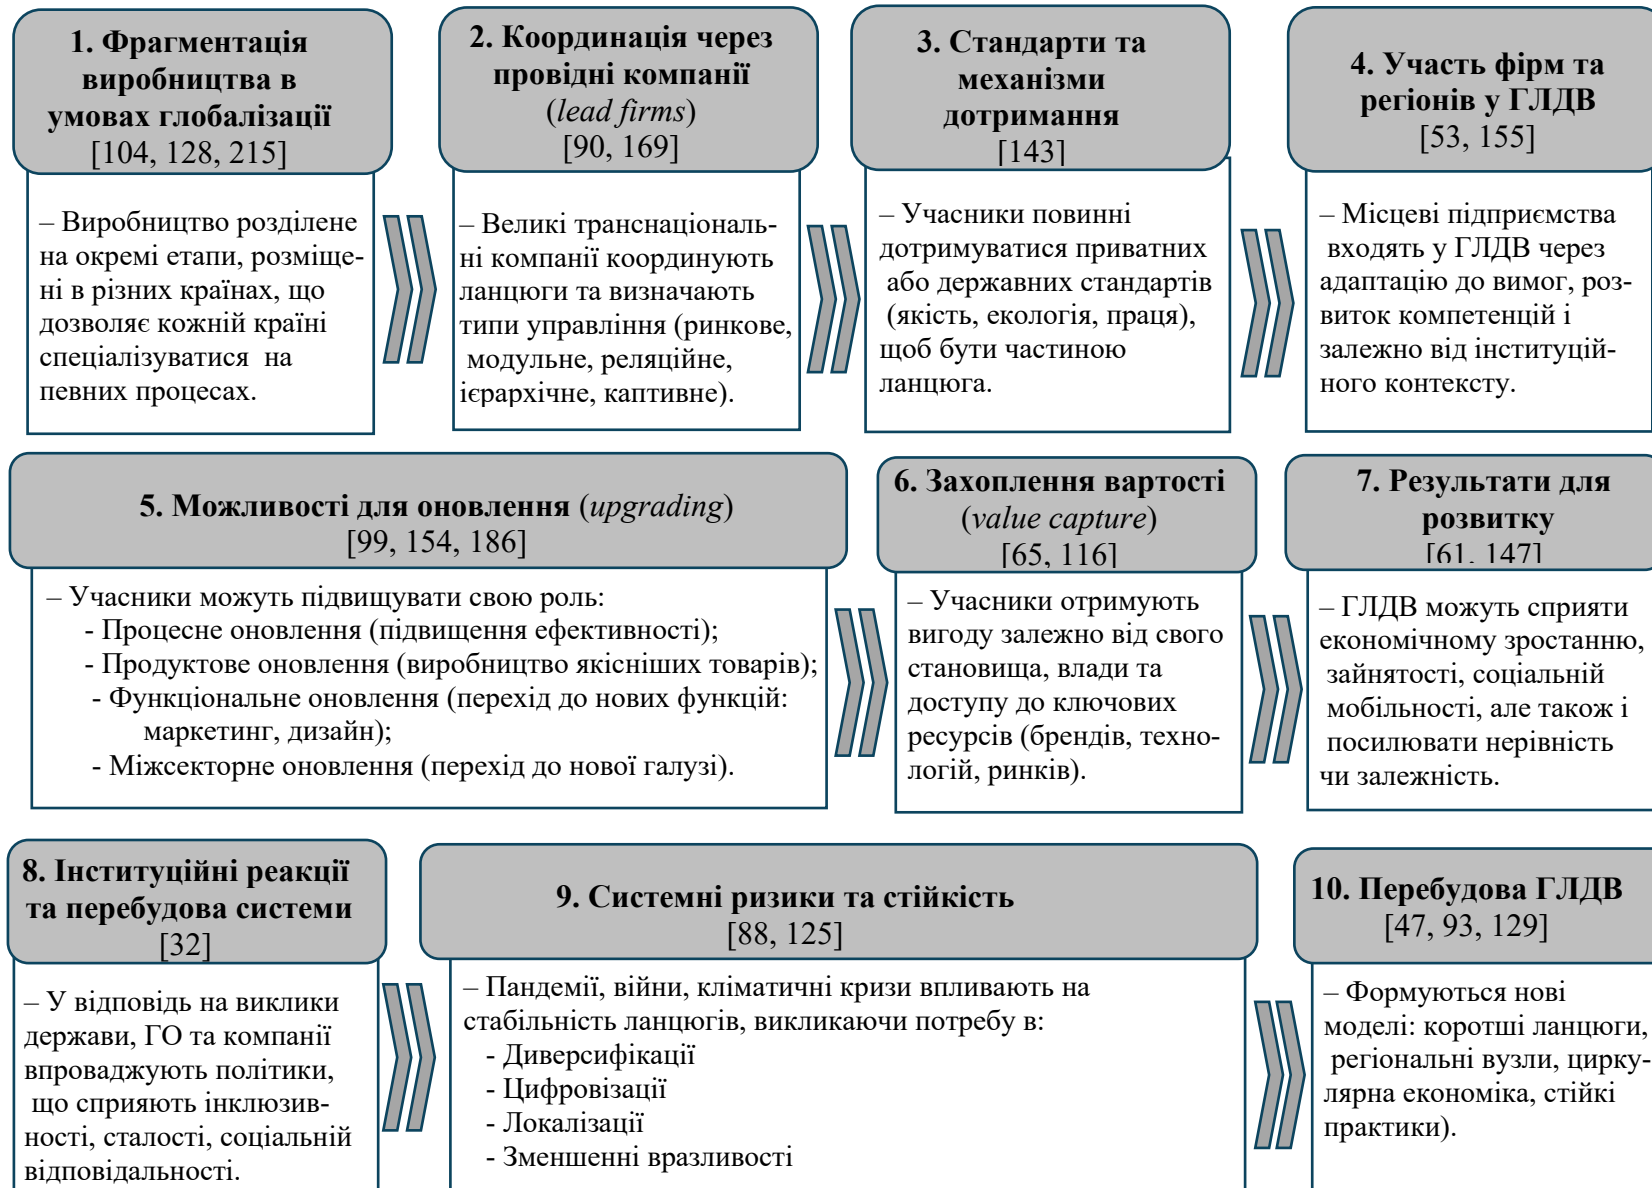 1. Фрагментація
виробництва в
умовах глобалізації
[104, 128, 215]
– Виробництво розділене
на окремі етапи, розміще-
ні в різних країнах, що
дозволяє кожній країні
спеціалізуватися на
певних процесах.
2. Координація через
провідні компанії
(lead firms)
[90, 169]
– Великі транснаціональ-
ні компанії координують
ланцюги та визначають
типи управління (ринкове,
модульне, реляційне,
ієрархічне, каптивне).
3. Стандарти та
механізми
дотримання
[143]
– Учасники повинні
дотримуватися приватних
або державних стандартів
(якість, екологія, праця),
щоб бути частиною
ланцюга.
4. Участь фірм та
регіонів у ГЛДВ
[53, 155]
– Місцеві підприємства
входять у ГЛДВ через
адаптацію до вимог, роз-
виток компетенцій і
залежно від інституцій-
ного контексту.
5. Можливості для оновлення (upgrading)
[99, 154, 186]
– Учасники можуть підвищувати свою роль:
- Процесне оновлення (підвищення ефективності);
- Продуктове оновлення (виробництво якісніших товарів);
- Функціональне оновлення (перехід до нових функцій:
маркетинг, дизайн);
- Міжсекторне оновлення (перехід до нової галузі).
6. Захоплення вартості
(value capture)
[65, 116]
– Учасники отримують
вигоду залежно від свого
становища, влади та
доступу до ключових
ресурсів (брендів, техно-
логій, ринків).
7. Результати для
розвитку
[61, 147]
– ГЛДВ можуть сприяти
економічному зростанню,
зайнятості, соціальній
мобільності, але також і
посилювати нерівність
чи залежність.
8. Інституційні реакції
та перебудова системи
[32]
– У відповідь на виклики
держави, ГО та компанії
впроваджують політики,
що сприяють інклюзив-
ності, сталості, соціальній
відповідальності.
9. Системні ризики та стійкість
[88, 125]
– Пандемії, війни, кліматичні кризи впливають на
стабільність ланцюгів, викликаючи потребу в:
- Диверсифікації
- Цифровізації
- Локалізації
- Зменшенні вразливості
10. Перебудова ГЛДВ
[47, 93, 129]
– Формуються нові
моделі: коротші ланцюги,
регіональні вузли, цирку-
лярна економіка, стійкі
практики).